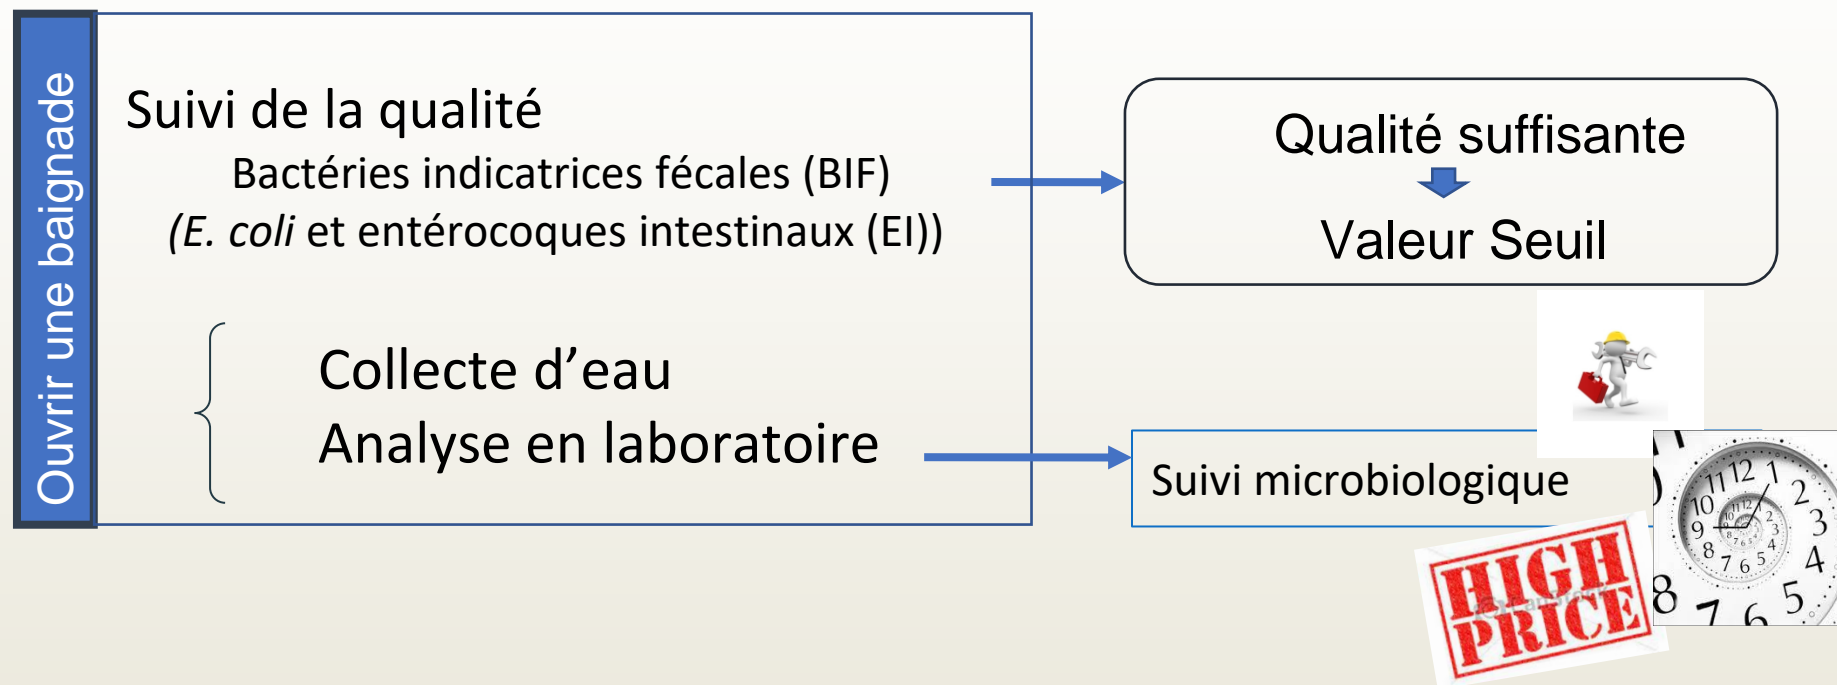 Ouvrir une baignade
Suivi de la qualité
Bactéries indicatrices fécales (BIF)
(E. coli et entérocoques intestinaux (EI))
Collecte d’eau
Analyse en laboratoire
Qualité suffisante
Valeur Seuil
Suivi microbiologique
HIGH
PRICE